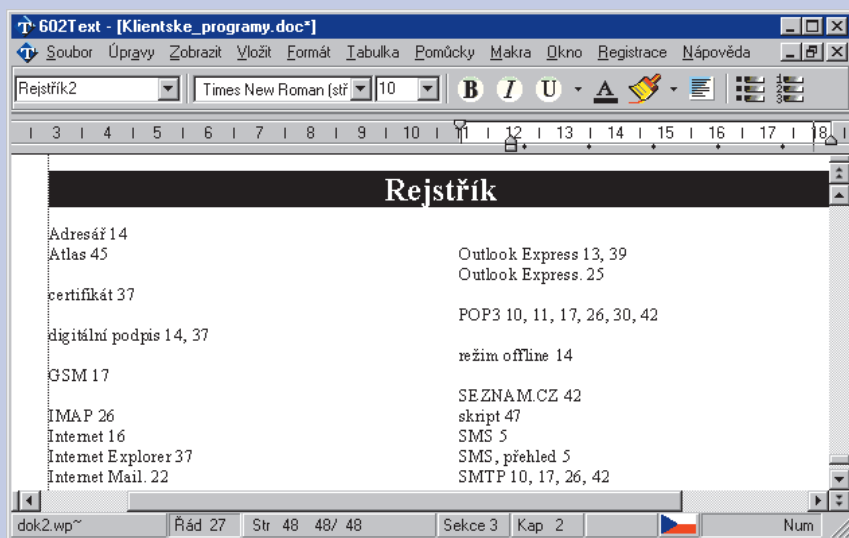 602Text - [Klientske_programy.doc*]
Soubor Úpravy Zobrazit Vložit Formát Tabulka Pomůcky Makra Okno Registrace Nápověda
Rejstřík2 Times New Roman (stř 10 B I U A
3 4 5 6 7 8 9 10 11 12 13 14 15 16 17 18
Rejstřík
Adresář 14
Atlas 45
certifikát 37
digitální podpis 14, 37
GSM 17
IMAP 26
Internet 16
Internet Explorer 37
Internet Mail. 22
Outlook Express 13, 39
Outlook Express. 25
POP3 10, 11, 17, 26, 30, 42
režim offline 14
SEZNAM.CZ 42
skript 47
SMS 5
SMS, přehled 5
SMTP 10, 17, 26, 42
dok2.wp~ Řád 27 Str 48 48/ 48 Sekce 3 Kap 2 Num